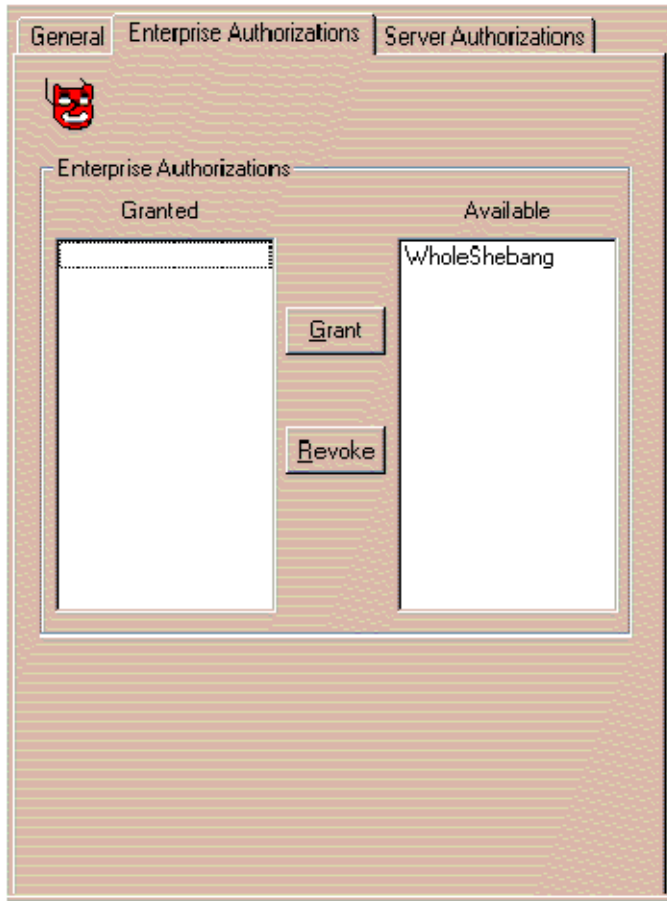 General Enterprise Authorizations Server Authorizations
Enterprise Authorizations
Granted Available
WholeShebang
Grant
Revoke